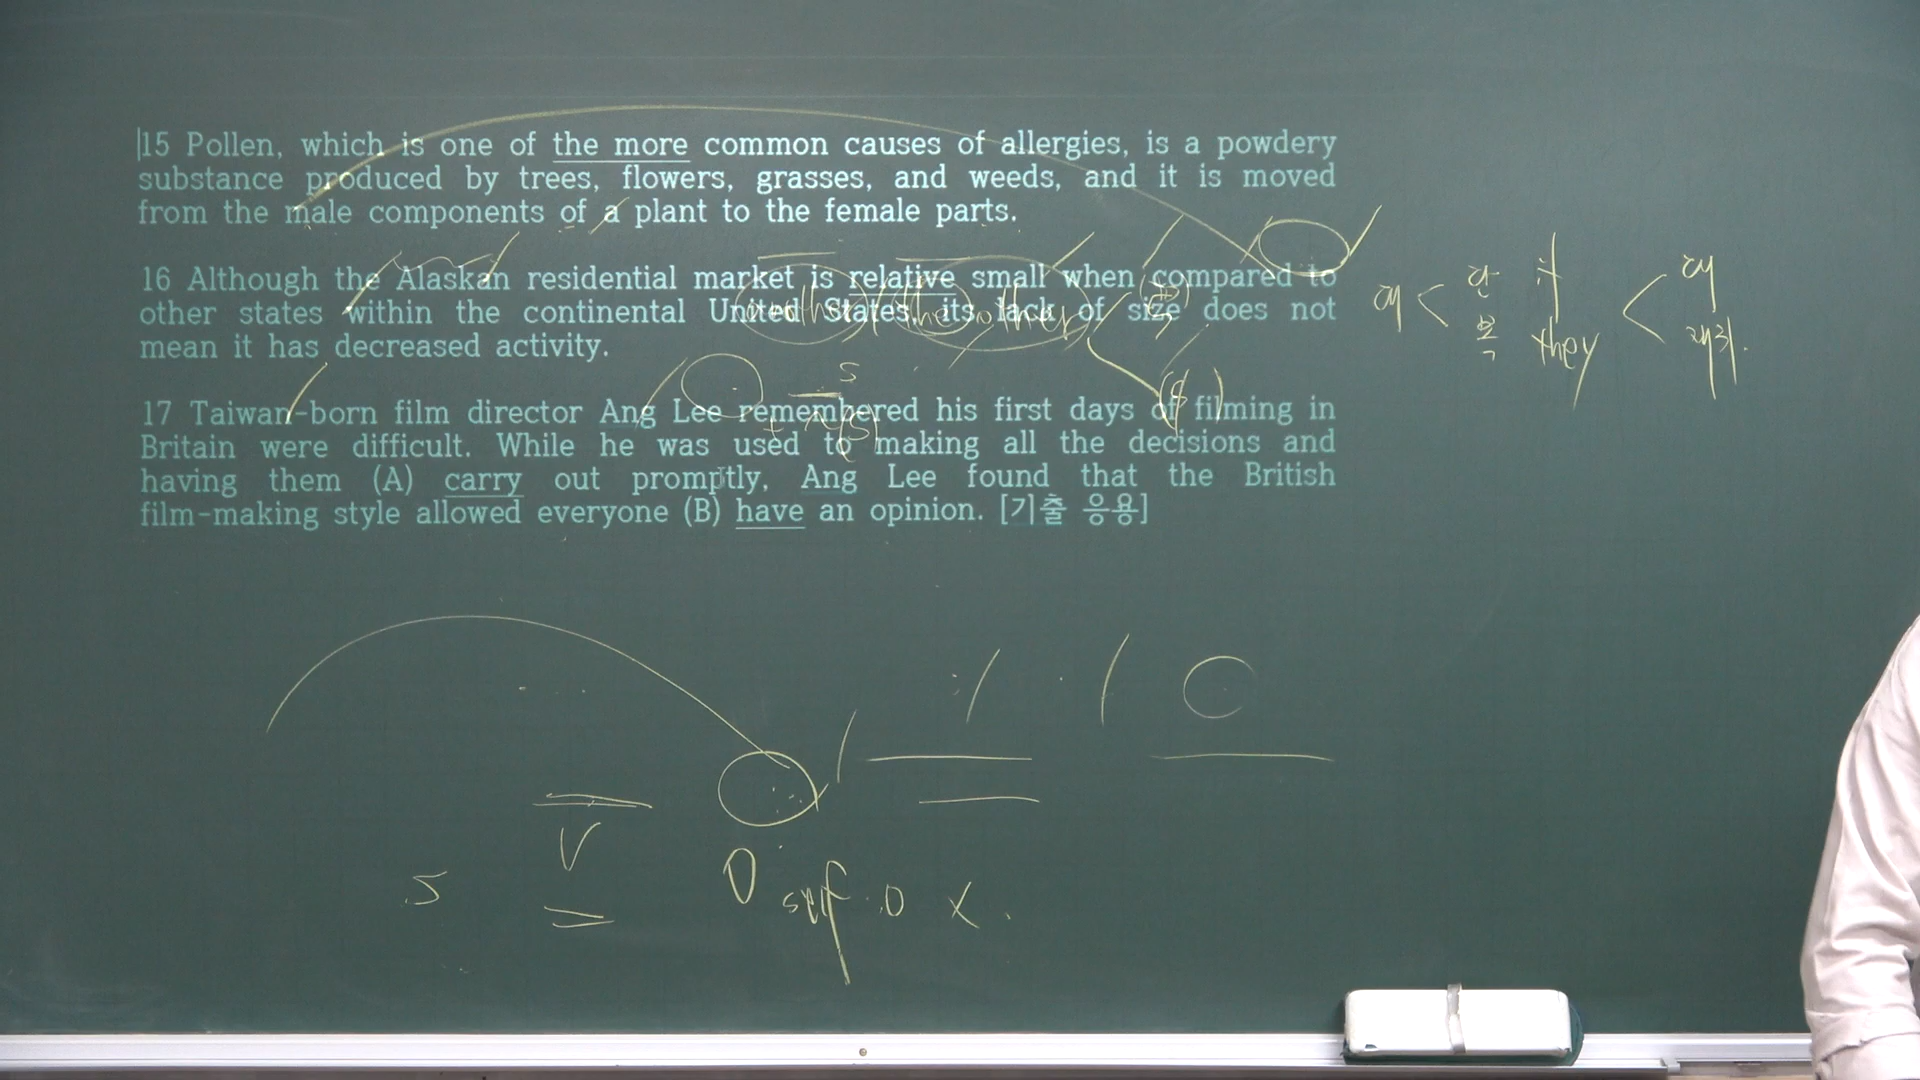 15 Pollen, which is one of the more common causes of allergies, is a powdery
substance produced by trees, flowers, grasses, and weeds, and it is moved
from the male components of a plant to the female parts.
16 Although the Alaskan residential market is relative small when compared to
other states within the continental United States, its lack of size does not
mean it has decreased activity.
17 Taiwan-born film director Ang Lee remembered his first days of filming in
Britain were difficult. While he was used to making all the decisions and
having them (A) carry out promptly, Ang Lee found that the British
film-making style allowed everyone (B) have an opinion. [기출 응용]
another the other
(S)
S
단
복
it
they
V
S
O self O X